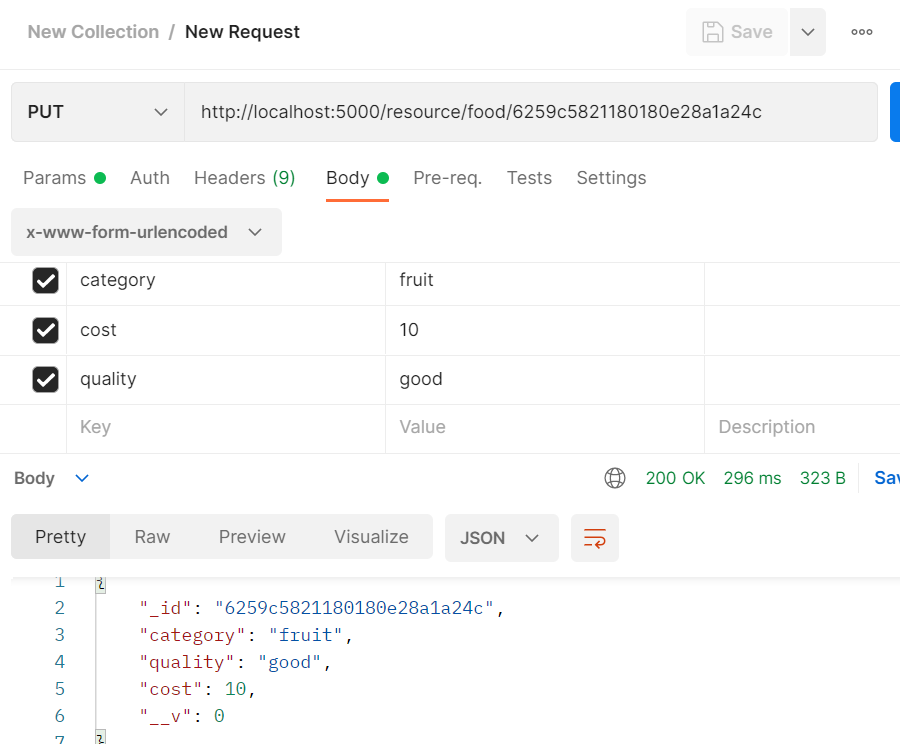 New Collection / New Request
Save
PUT
http://localhost:5000/resource/food/6259c5821180180e28a1a24c
Params Auth Headers (9) Body Pre-req. Tests Settings
x-www-form-urlencoded
category fruit
cost 10
quality good
Key Value Description
Body 200 OK 296 ms 323 B Sav
Pretty Raw Preview Visualize JSON
1 {
2 "_id": "6259c5821180180e28a1a24c",
3 "category": "fruit",
4 "quality": "good",
5 "cost": 10,
6 "__v": 0
7 }